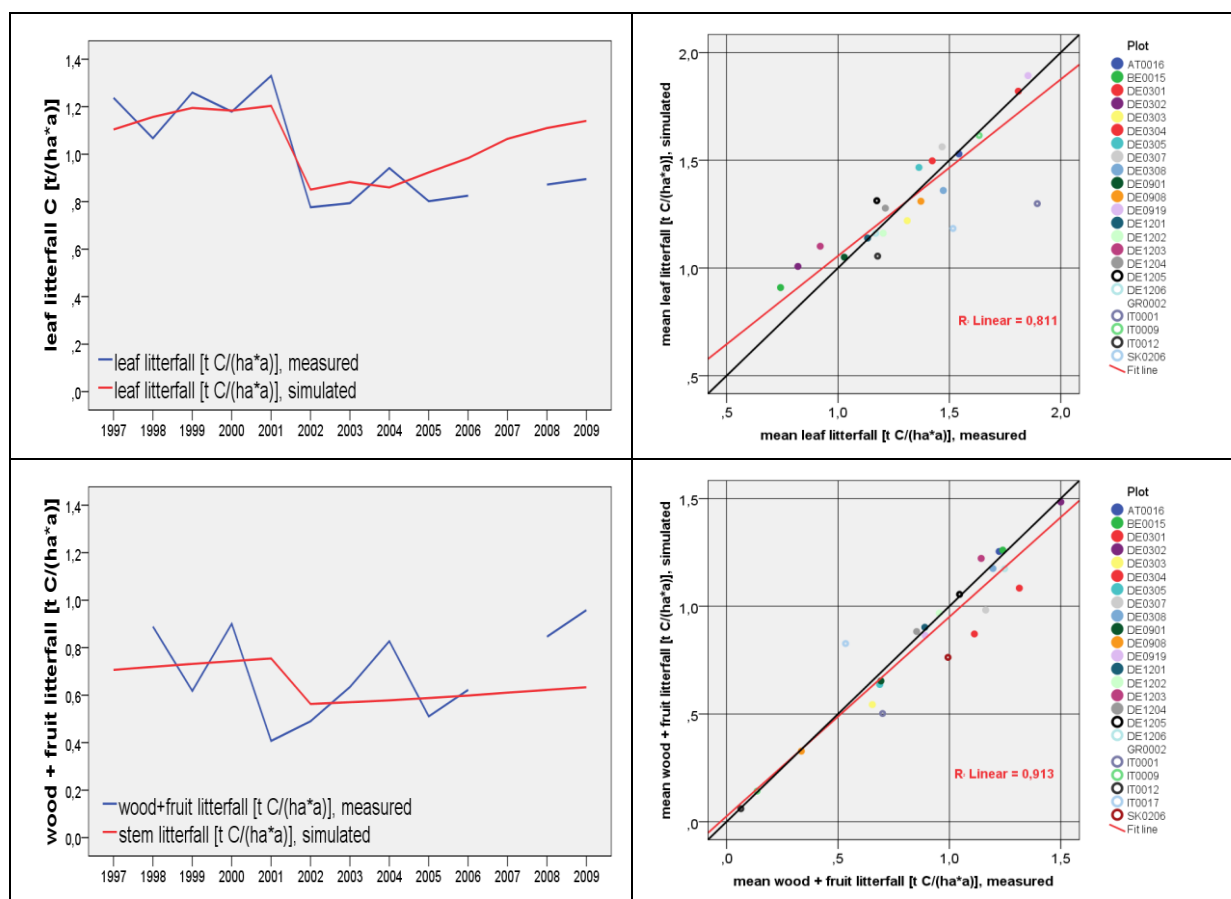 leaf litterfall C [t/(ha*a)]
1,4
1,2
1,0
,8
,6
,4
,2
,0
leaf litterfall [t C/(ha*a)], measured
leaf litterfall [t C/(ha*a)], simulated
1997 1998 1999 2000 2001 2002 2003 2004 2005 2006 2007 2008 2009
mean leaf litterfall [t C/(ha*a)], simulated
2,0
1,5
1,0
,5
R Linear = 0,811
,5 1,0 1,5 2,0
mean leaf litterfall [t C/(ha*a)], measured
Plot
AT0016
BE0015
DE0301
DE0302
DE0303
DE0304
DE0305
DE0307
DE0308
DE0901
DE0908
DE0919
DE1201
DE1202
DE1203
DE1204
DE1205
DE1206
GR0002
IT0001
IT0009
IT0012
SK0206
Fit line
wood + fruit litterfall [t C/(ha*a)]
1,4
1,2
1,0
0,8
0,6
0,4
0,2
0,0
wood+fruit litterfall [t C/(ha*a)], measured
stem litterfall [t C/(ha*a)], simulated
1997 1998 1999 2000 2001 2002 2003 2004 2005 2006 2007 2008 2009
mean wood + fruit litterfall [t C/(ha*a)], simulated
1,5
1,0
,5
,0
R Linear = 0,913
,0 ,5 1,0 1,5
mean wood + fruit litterfall [t C/(ha*a)], measured
Plot
AT0016
BE0015
DE0301
DE0302
DE0303
DE0304
DE0305
DE0307
DE0308
DE0901
DE0908
DE0919
DE1201
DE1202
DE1203
DE1204
DE1205
DE1206
GR0002
IT0001
IT0009
IT0012
IT0017
SK0206
Fit line